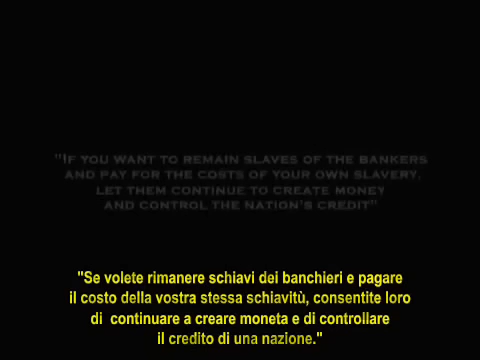 "If you want to remain slaves of the bankers
and pay for the costs of your own slavery,
let them continue to create money
and control the nation's credit"
"Se volete rimanere schiavi dei banchieri e pagare
il costo della vostra stessa schiavitù, consentite loro
di  continuare a creare moneta e di controllare
il credito di una nazione."